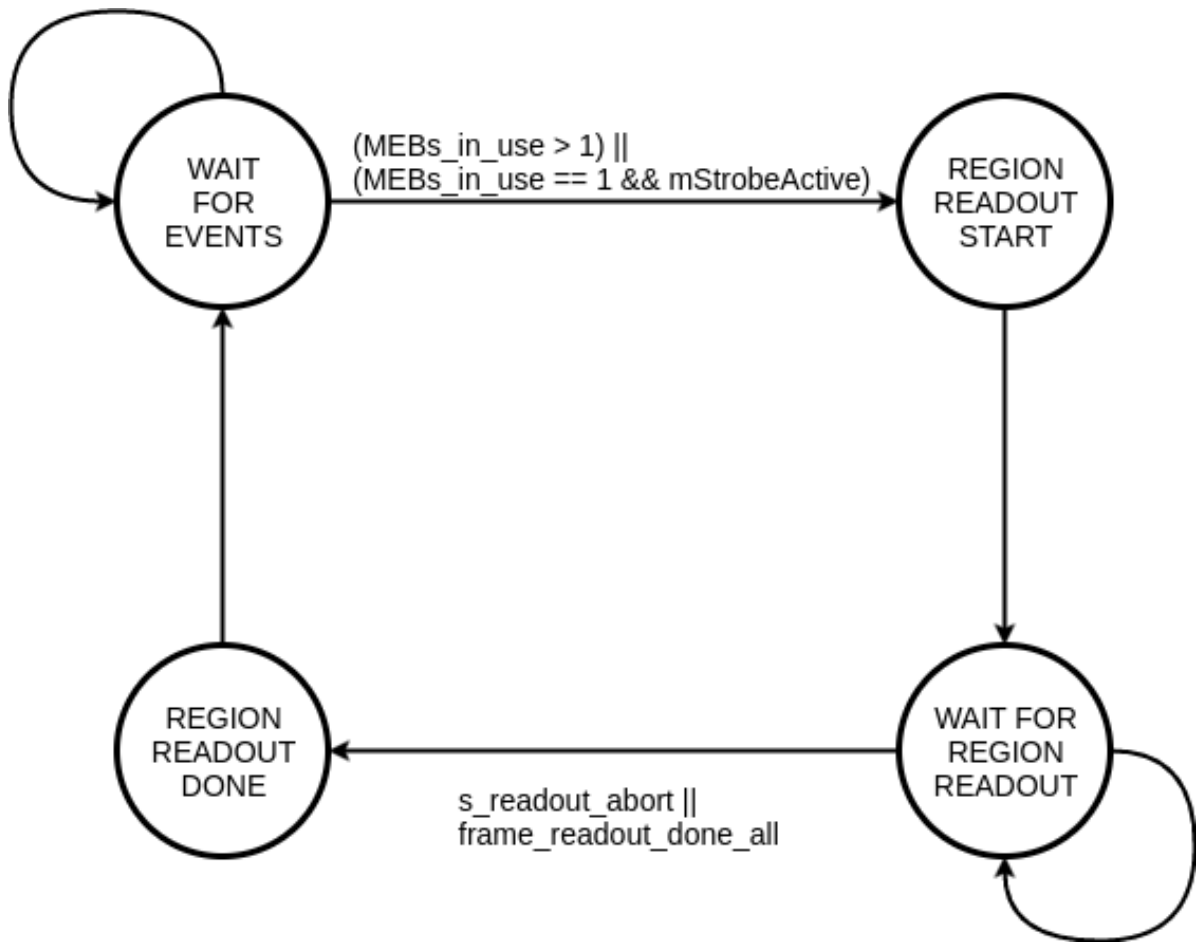 WAIT
FOR
EVENTS
(MEBs_in_use > 1) ||
(MEBs_in_use == 1 && mStrobeActive)
REGION
READOUT
START
REGION
READOUT
DONE
s_readout_abort ||
frame_readout_done_all
WAIT FOR
REGION
READOUT